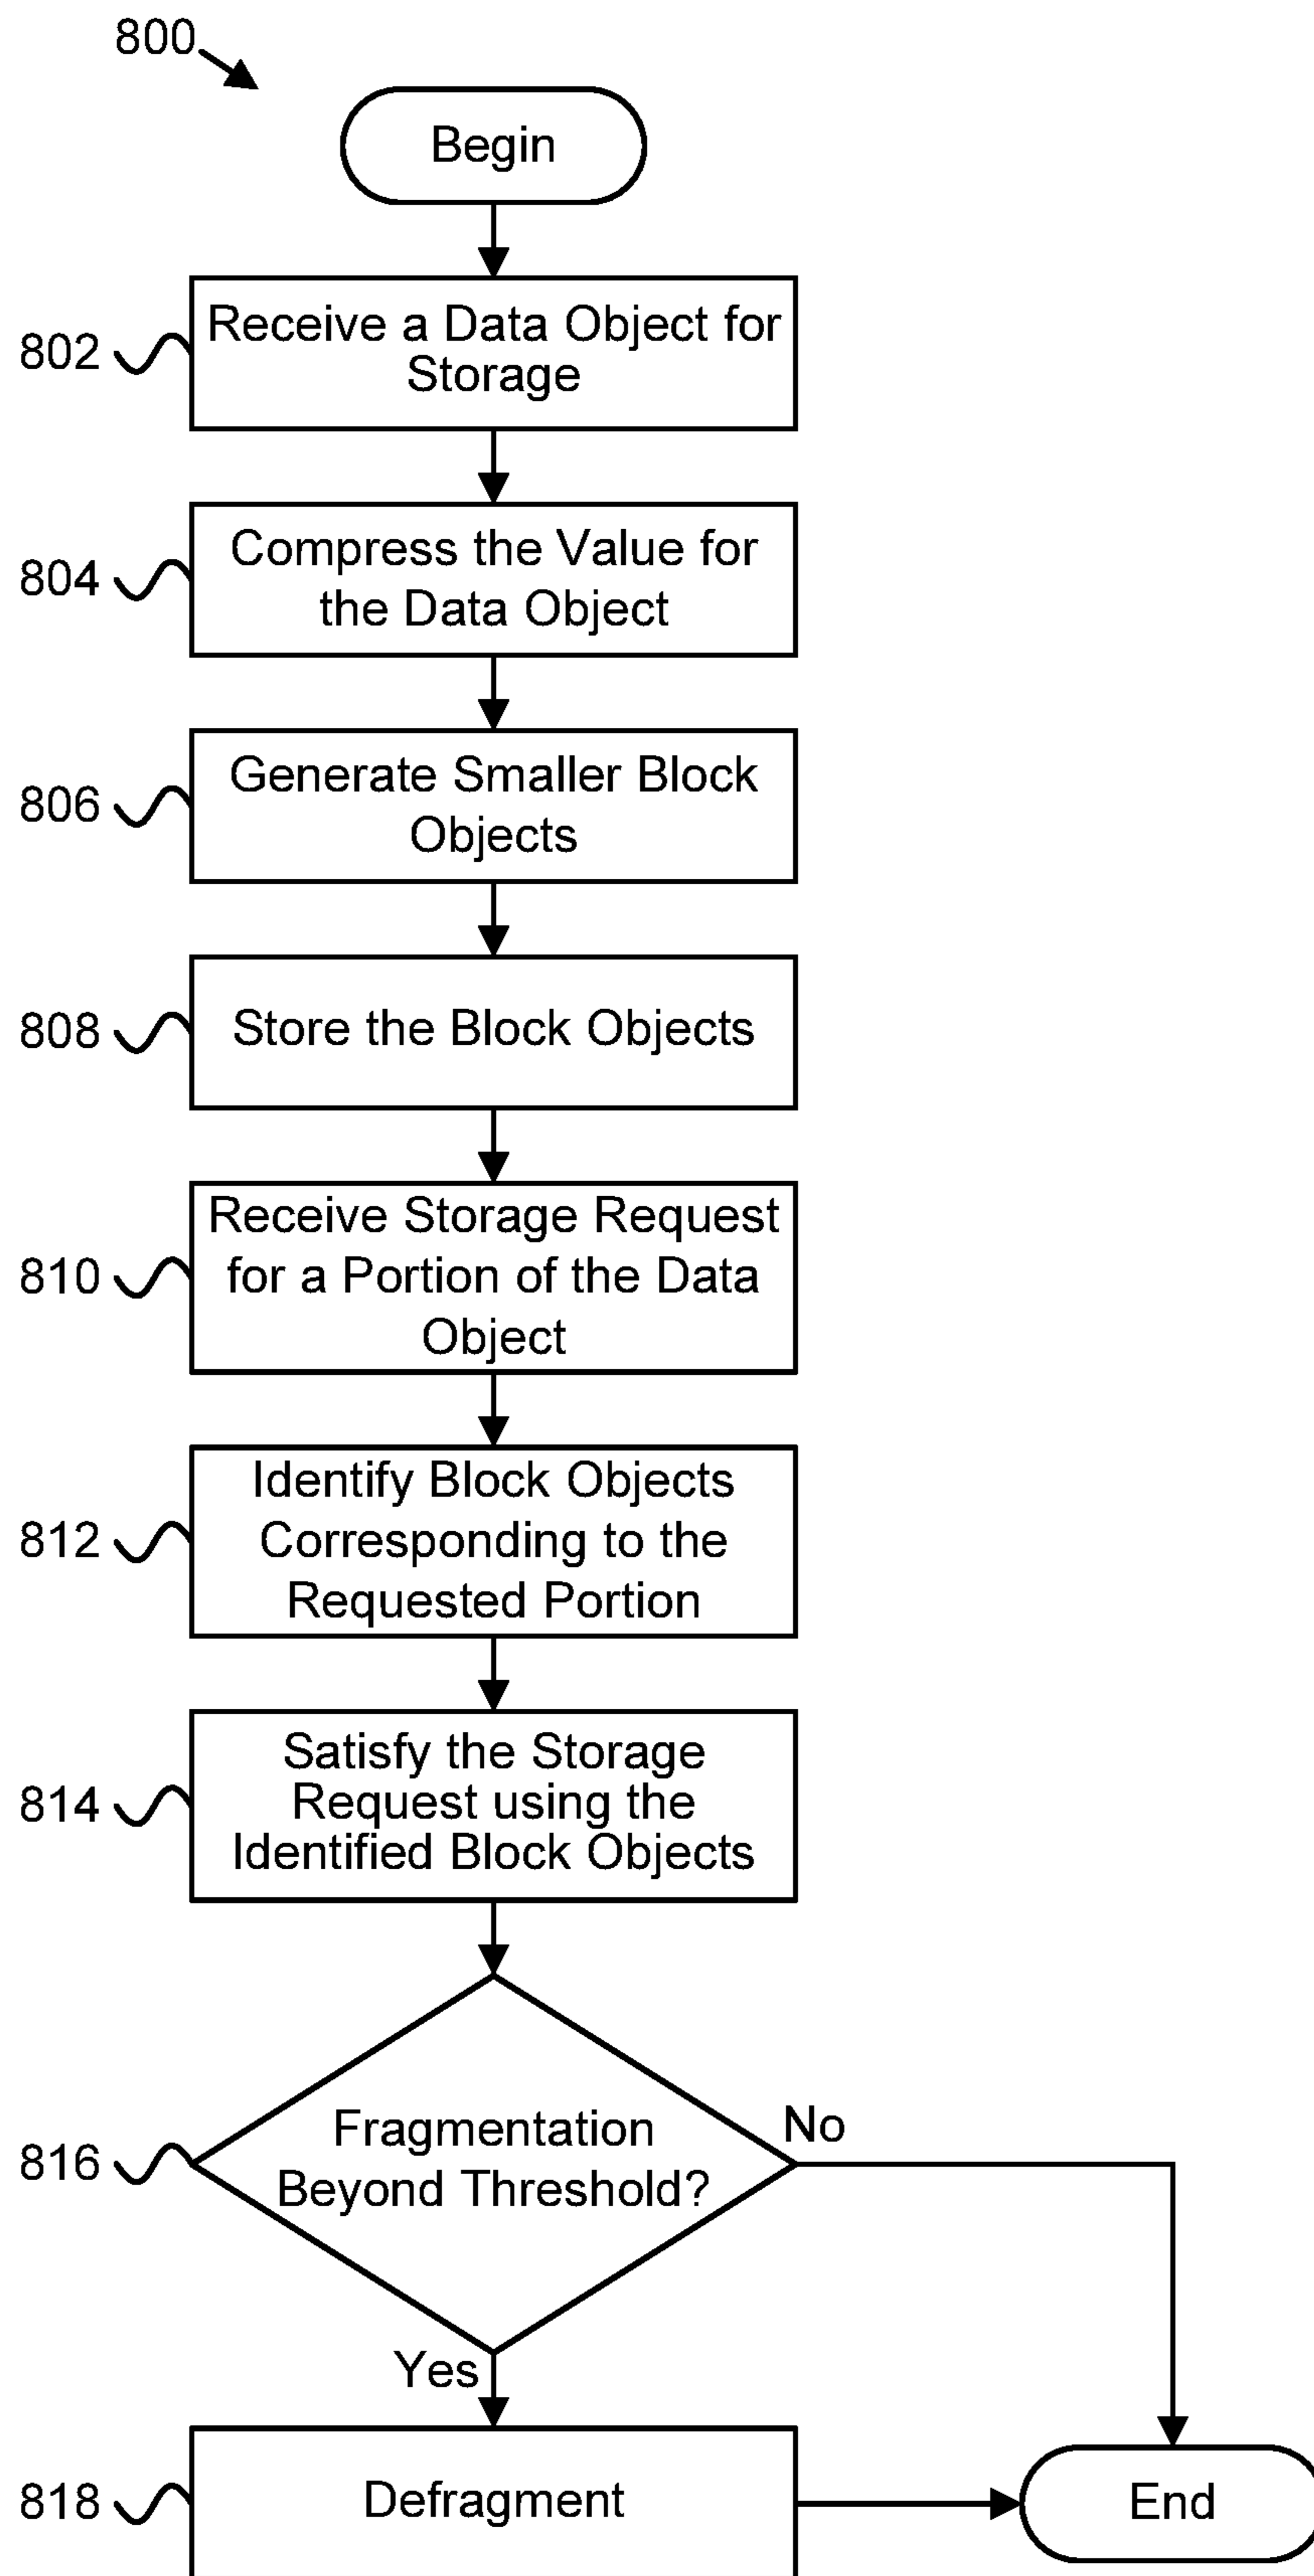 800
Begin
802
Receive a Data Object for
Storage
804
Compress the Value for
the Data Object
806
Generate Smaller Block
Objects
808
Store the Block Objects
810
Receive Storage Request
for a Portion of the Data
Object
812
Identify Block Objects
Corresponding to the
Requested Portion
814
Satisfy the Storage
Request using the
Identified Block Objects
816
Fragmentation
Beyond Threshold?
No
Yes
818
Defragment
End